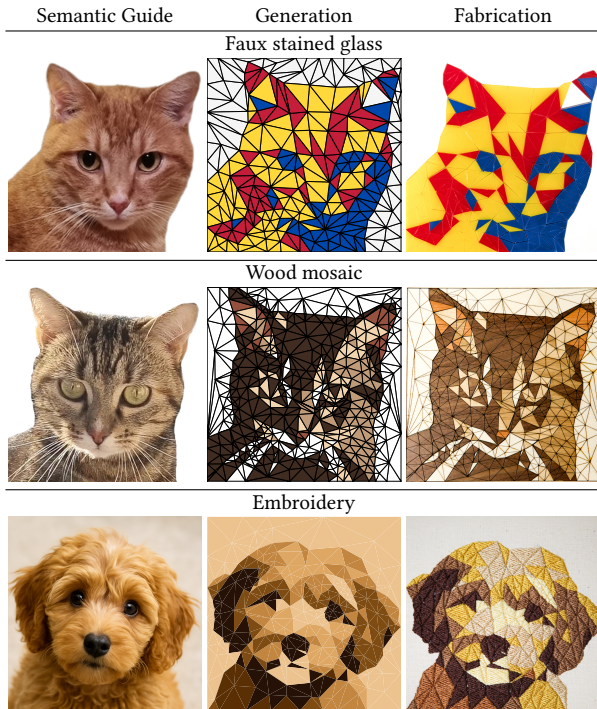 Semantic Guide Generation Fabrication
Faux stained glass
Wood mosaic
Embroidery